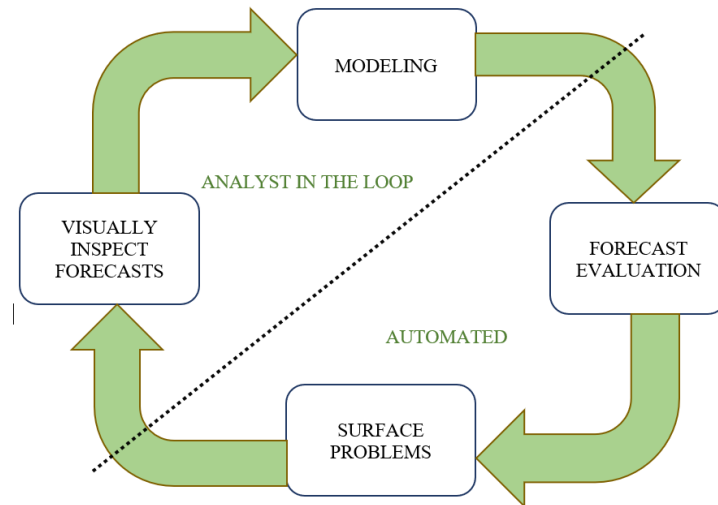 MODELING
ANALYST IN THE LOOP
VISUALLY
INSPECT
FORECASTS
FORECAST
EVALUATION
AUTOMATED
SURFACE
PROBLEMS